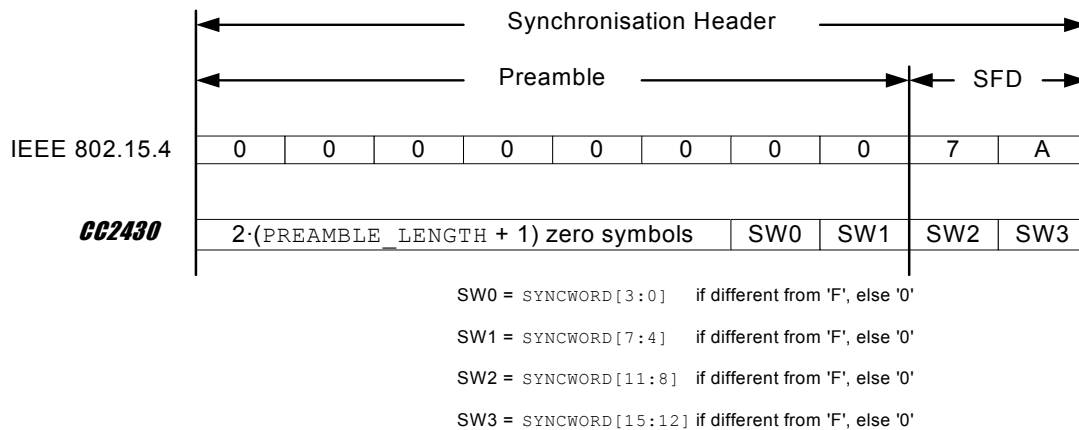 Synchronisation Header
Preamble SFD
IEEE 802.15.4 0 0 0 0 0 0 0 0 7 A
CC2430 2·(PREAMBLE_LENGTH + 1) zero symbols SW0 SW1 SW2 SW3
SW0 = SYNCWORD[3:0] if different from 'F', else '0'
SW1 = SYNCWORD[7:4] if different from 'F', else '0'
SW2 = SYNCWORD[11:8] if different from 'F', else '0'
SW3 = SYNCWORD[15:12] if different from 'F', else '0'